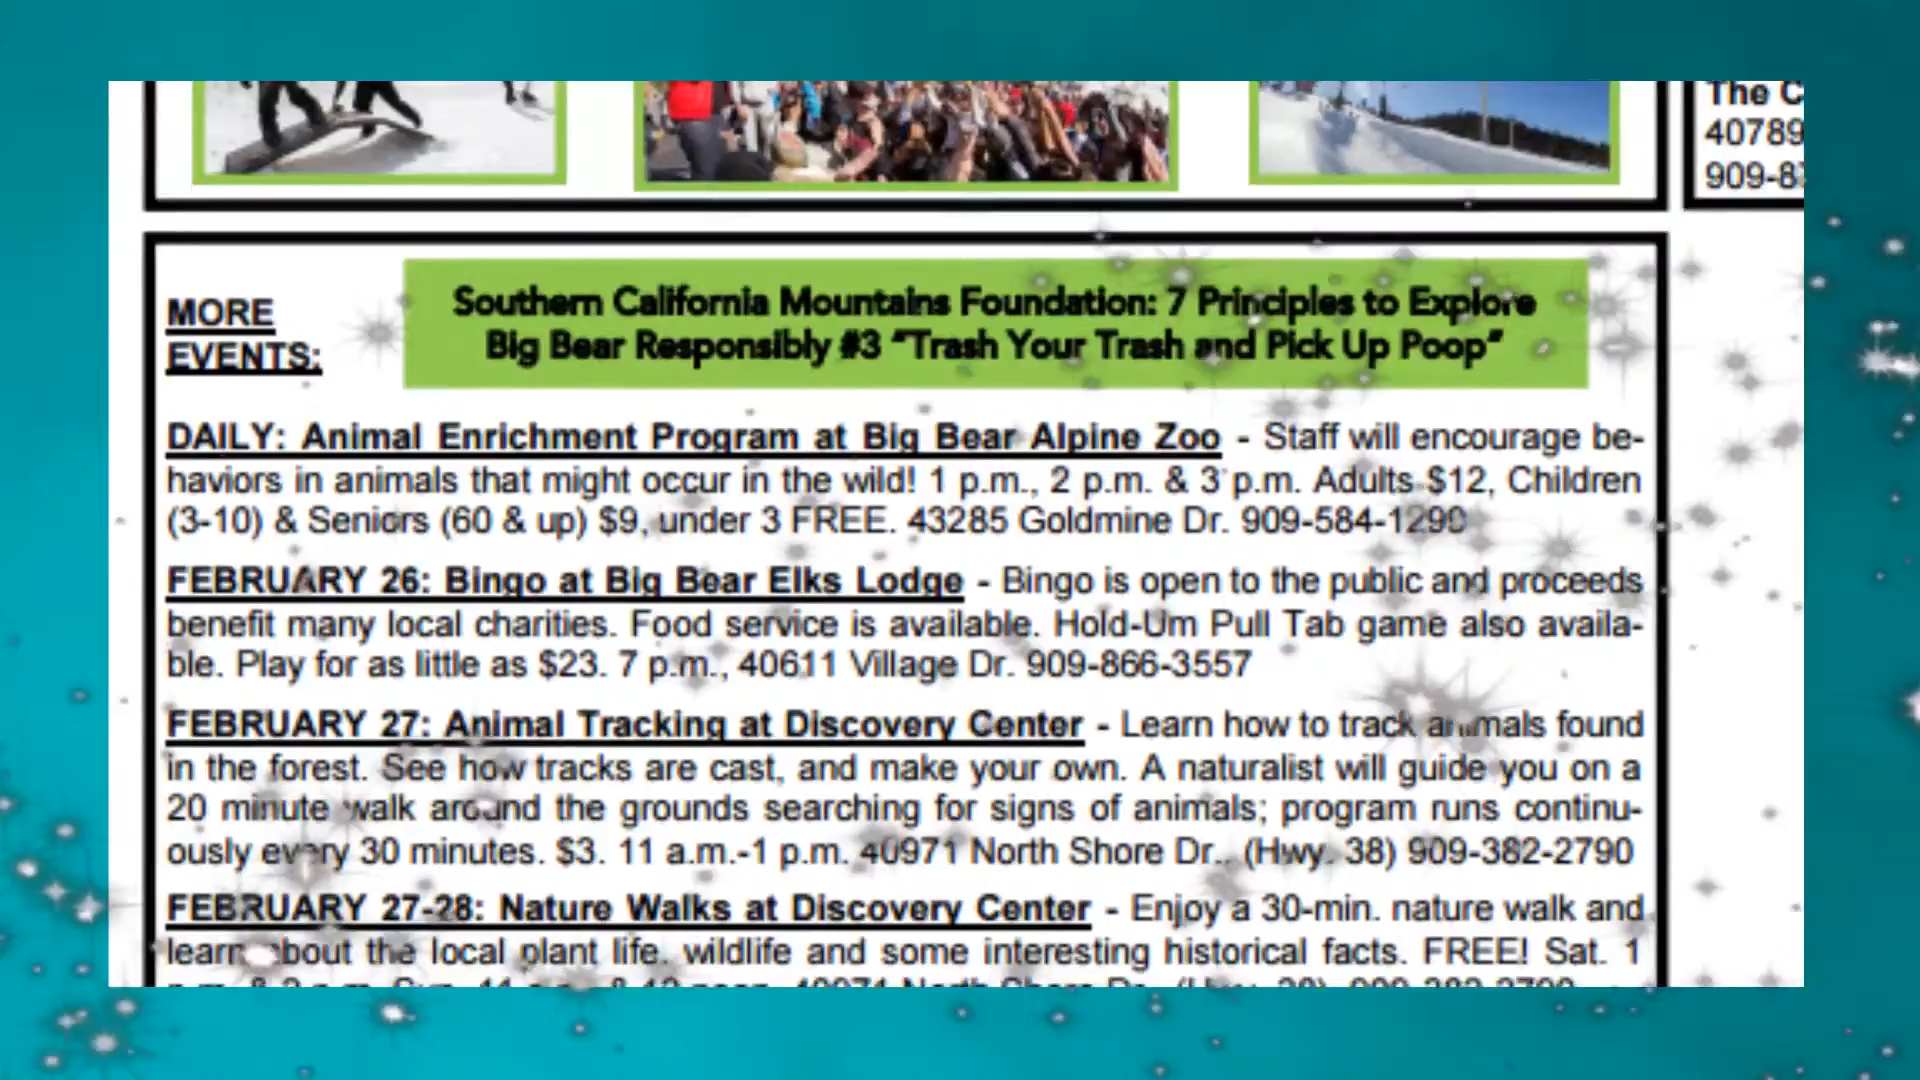 The C
40789
909-8
MORE
EVENTS:
Southern California Mountains Foundation: 7 Principles to Explore
Big Bear Responsibly #3 “Trash Your Trash and Pick Up Poop”
DAILY: Animal Enrichment Program at Big Bear Alpine Zoo - Staff will encourage be-
haviors in animals that might occur in the wild! 1 p.m., 2 p.m. & 3 p.m. Adults $12, Children
(3-10) & Seniors (60 & up) $9, under 3 FREE. 43285 Goldmine Dr. 909-584-1290
FEBRUARY 26: Bingo at Big Bear Elks Lodge - Bingo is open to the public and proceeds
benefit many local charities. Food service is available. Hold-Um Pull Tab game also availa-
ble. Play for as little as $23. 7 p.m., 40611 Village Dr. 909-866-3557
FEBRUARY 27: Animal Tracking at Discovery Center - Learn how to track animals found
in the forest. See how tracks are cast, and make your own. A naturalist will guide you on a
20 minute walk around the grounds searching for signs of animals; program runs continu-
ously every 30 minutes. $3. 11 a.m.-1 p.m. 40971 North Shore Dr., (Hwy. 38) 909-382-2790
FEBRUARY 27-28: Nature Walks at Discovery Center - Enjoy a 30-min. nature walk and
learn about the local plant life, wildlife and some interesting historical facts. FREE! Sat. 1